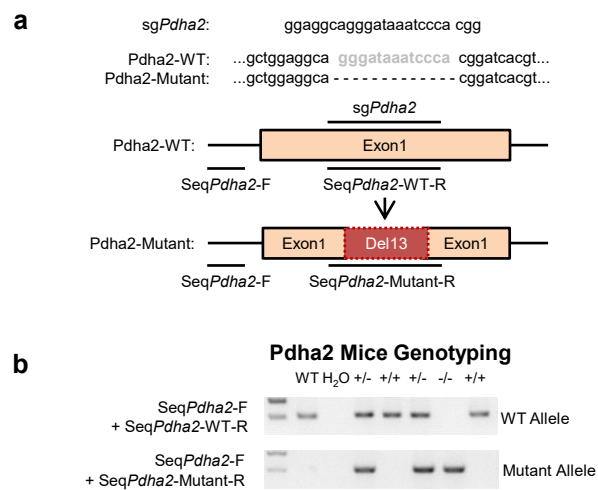 a
sgPdha2: ggaggcagggataaatccca cgg
Pdha2-WT: ...gctggaggca gggataaatccca cggatcacgt...
Pdha2-Mutant: ...gctggaggca - - - - - - - - - - - - - cggatcacgt...
sgPdha2
Pdha2-WT: Exon1
SeqPdha2-F SeqPdha2-WT-R
Pdha2-Mutant: Exon1 Del13 Exon1
SeqPdha2-F SeqPdha2-Mutant-R
b
Pdha2 Mice Genotyping
WT H₂O +/- +/+ +/- -/- +/+
SeqPdha2-F
+ SeqPdha2-WT-R
WT Allele
SeqPdha2-F
+ SeqPdha2-Mutant-R
Mutant Allele